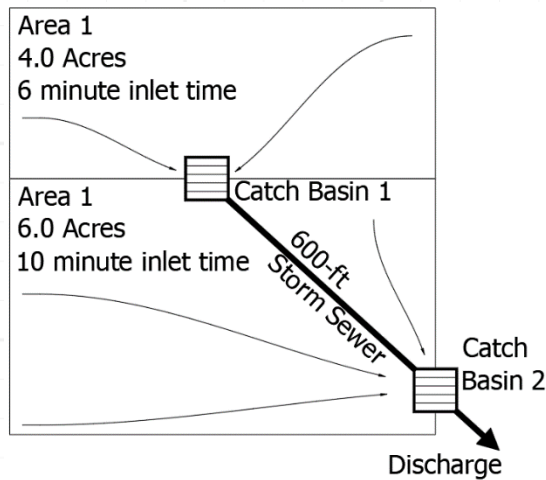 Area 1
4.0 Acres
6 minute inlet time
Catch Basin 1
Area 1
6.0 Acres
10 minute inlet time
600-ft
Storm Sewer
Catch
Basin 2
Discharge